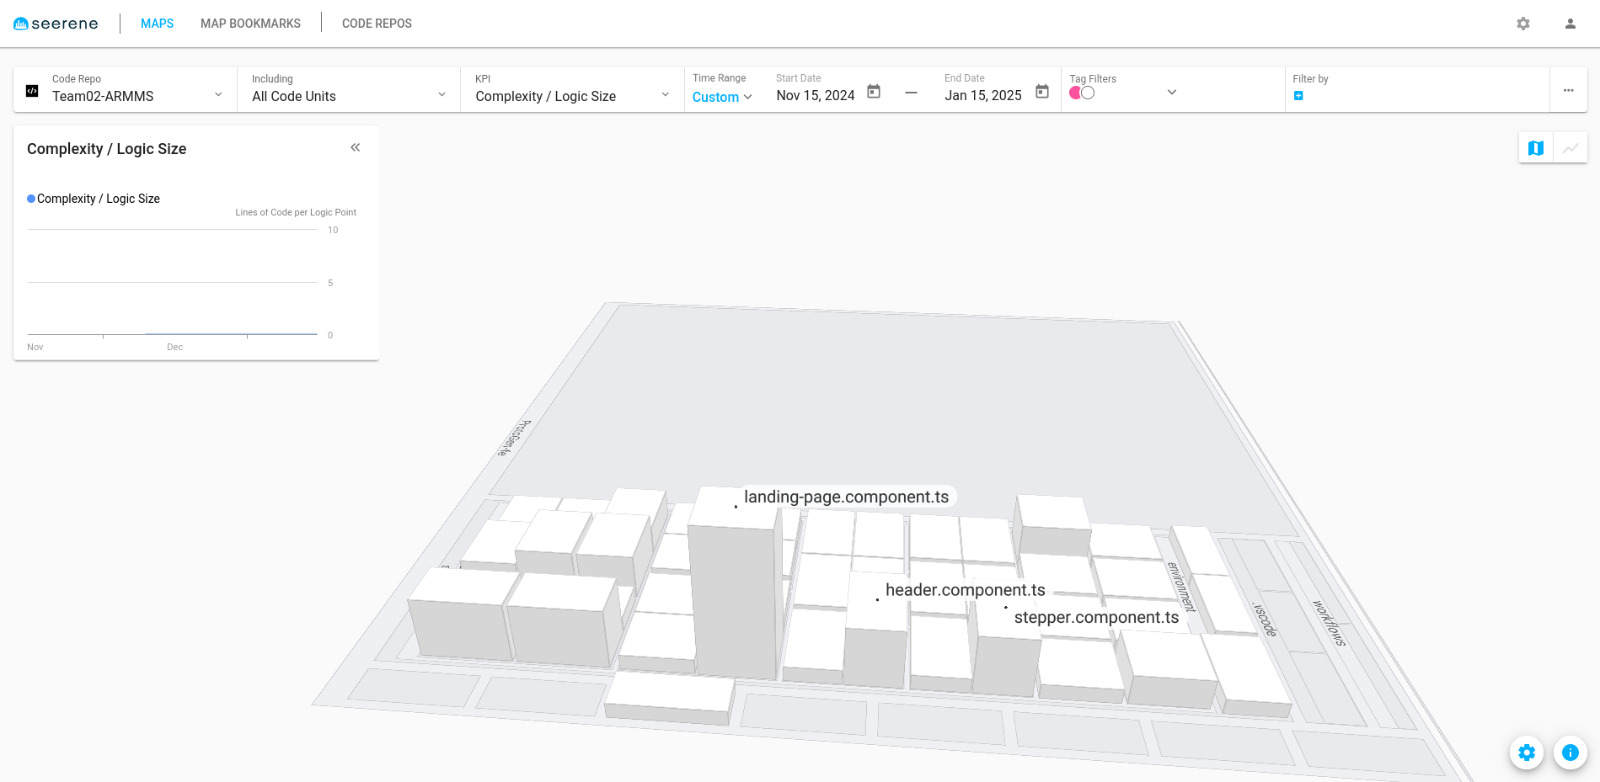 seerene
MAPS
MAP BOOKMARKS
CODE REPOS
Code Repo
Team02-ARMMS
Including
All Code Units
KPI
Complexity / Logic Size
Time Range
Custom
Start Date
Nov 15, 2024
—
End Date
Jan 15, 2025
Tag Filters
Filter by
Complexity / Logic Size
Complexity / Logic Size
Lines of Code per Logic Point
10
5
0
Nov
Dec
landing-page.component.ts
header.component.ts
stepper.component.ts
environment
.vscode
workflows